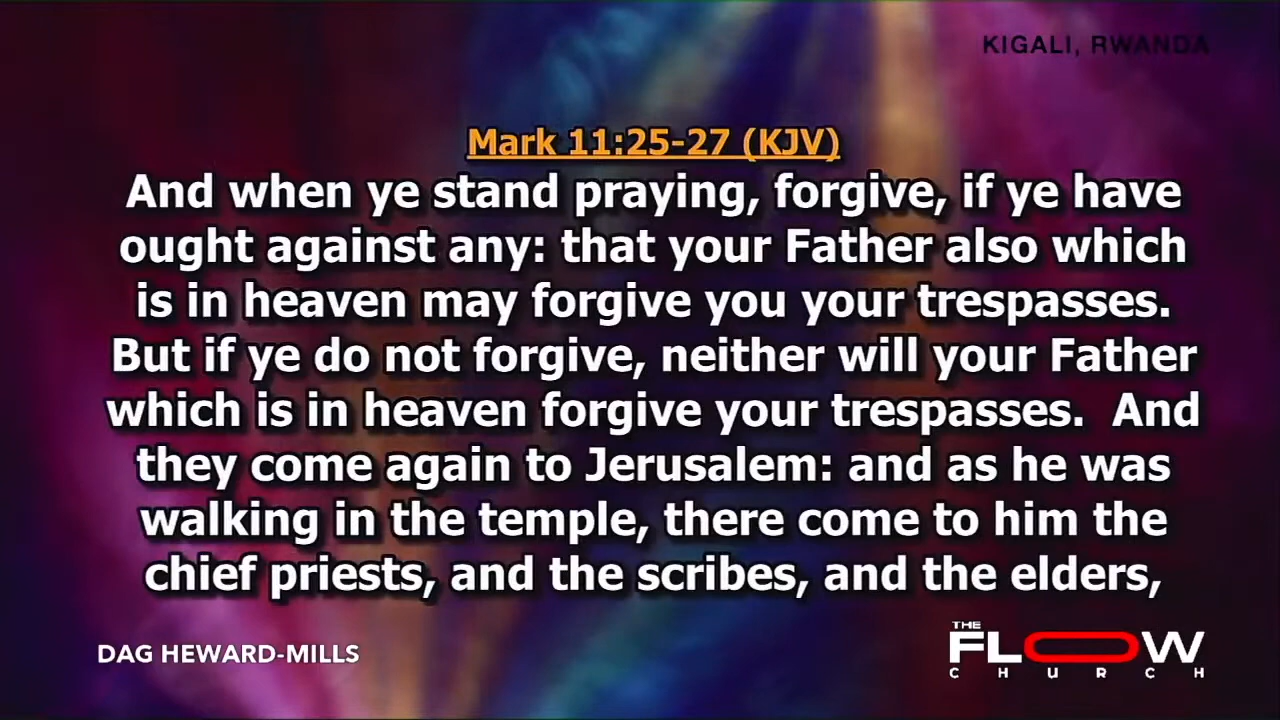 KIGALI, RWANDA
Mark 11:25-27 (KJV)
And when ye stand praying, forgive, if ye have
ought against any: that your Father also which
is in heaven may forgive you your trespasses.
But if ye do not forgive, neither will your Father
which is in heaven forgive your trespasses. And
they come again to Jerusalem: and as he was
walking in the temple, there come to him the
chief priests, and the scribes, and the elders,
DAG HEWARD-MILLS
THE
FLOW
CHURCH